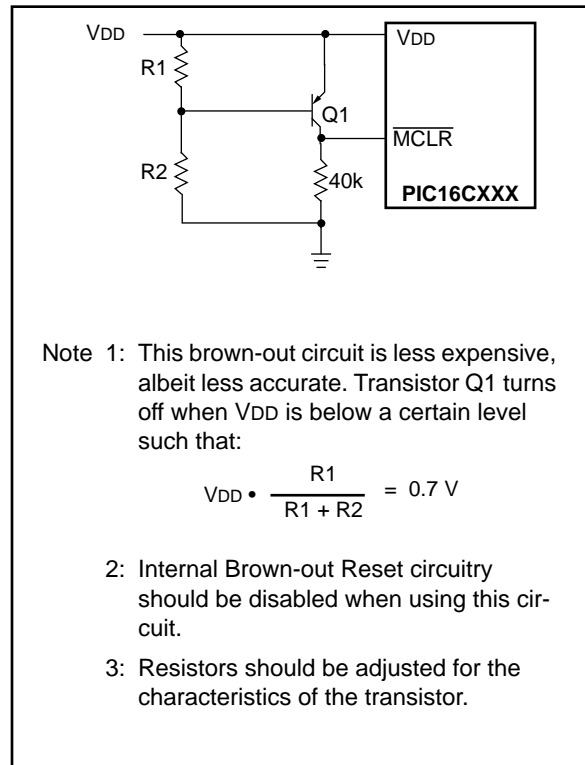 VDD
VDD
R1
Q1
MCLR
R2
40k
PIC16CXXX
Note 1: This brown-out circuit is less expensive,
albeit less accurate. Transistor Q1 turns
off when VDD is below a certain level
such that:
VDD • R1 / R1 + R2 = 0.7 V
2: Internal Brown-out Reset circuitry
should be disabled when using this cir-
cuit.
3: Resistors should be adjusted for the
characteristics of the transistor.